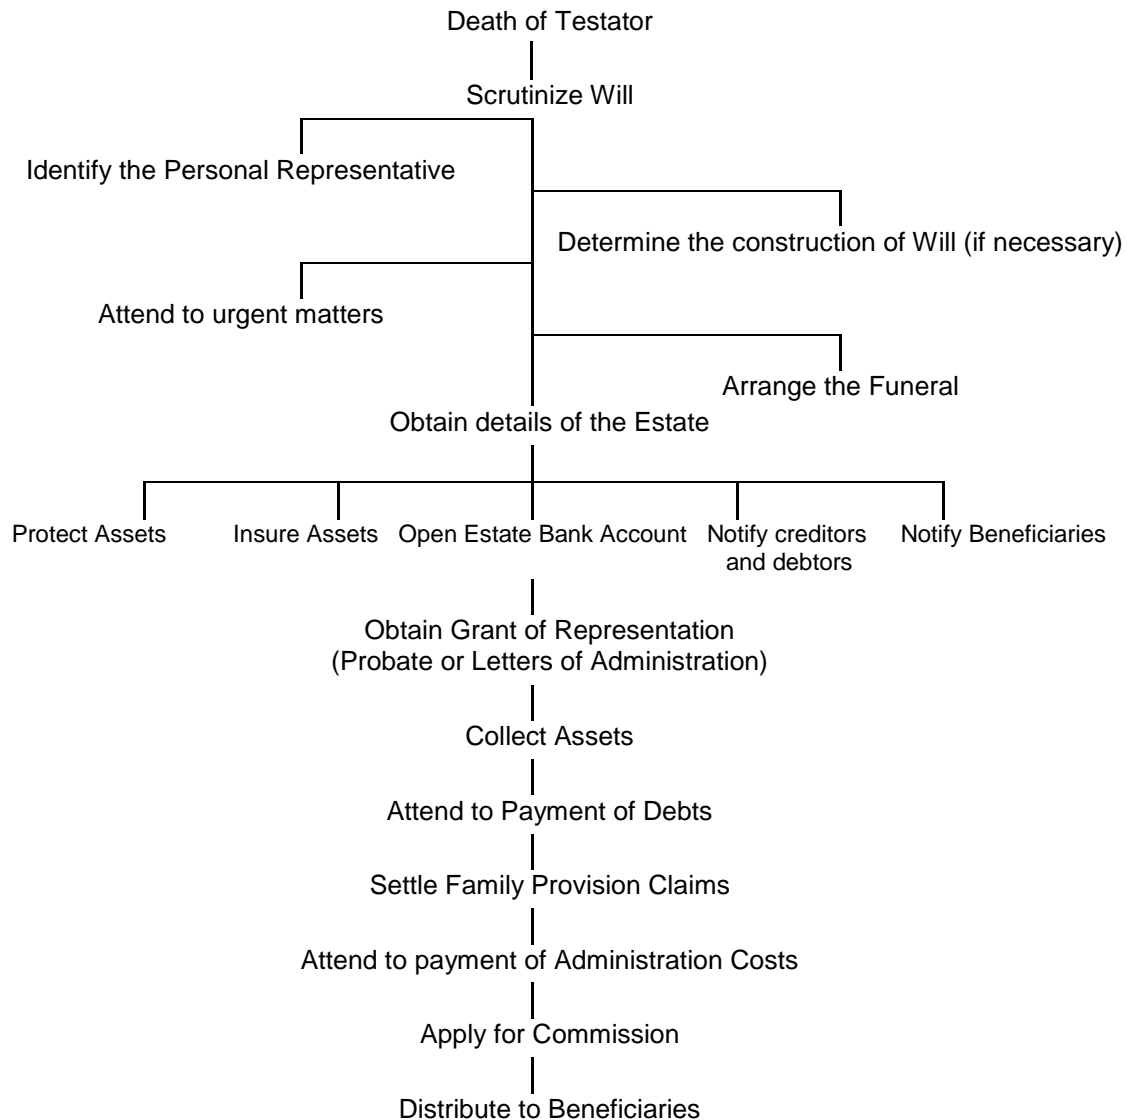 Death of Testator
Scrutinize Will
Identify the Personal Representative
Determine the construction of Will (if necessary)
Attend to urgent matters
Arrange the Funeral
Obtain details of the Estate
Protect Assets
Insure Assets
Open Estate Bank Account
Notify creditors
and debtors
Notify Beneficiaries
Obtain Grant of Representation
(Probate or Letters of Administration)
Collect Assets
Attend to Payment of Debts
Settle Family Provision Claims
Attend to payment of Administration Costs
Apply for Commission
Distribute to Beneficiaries